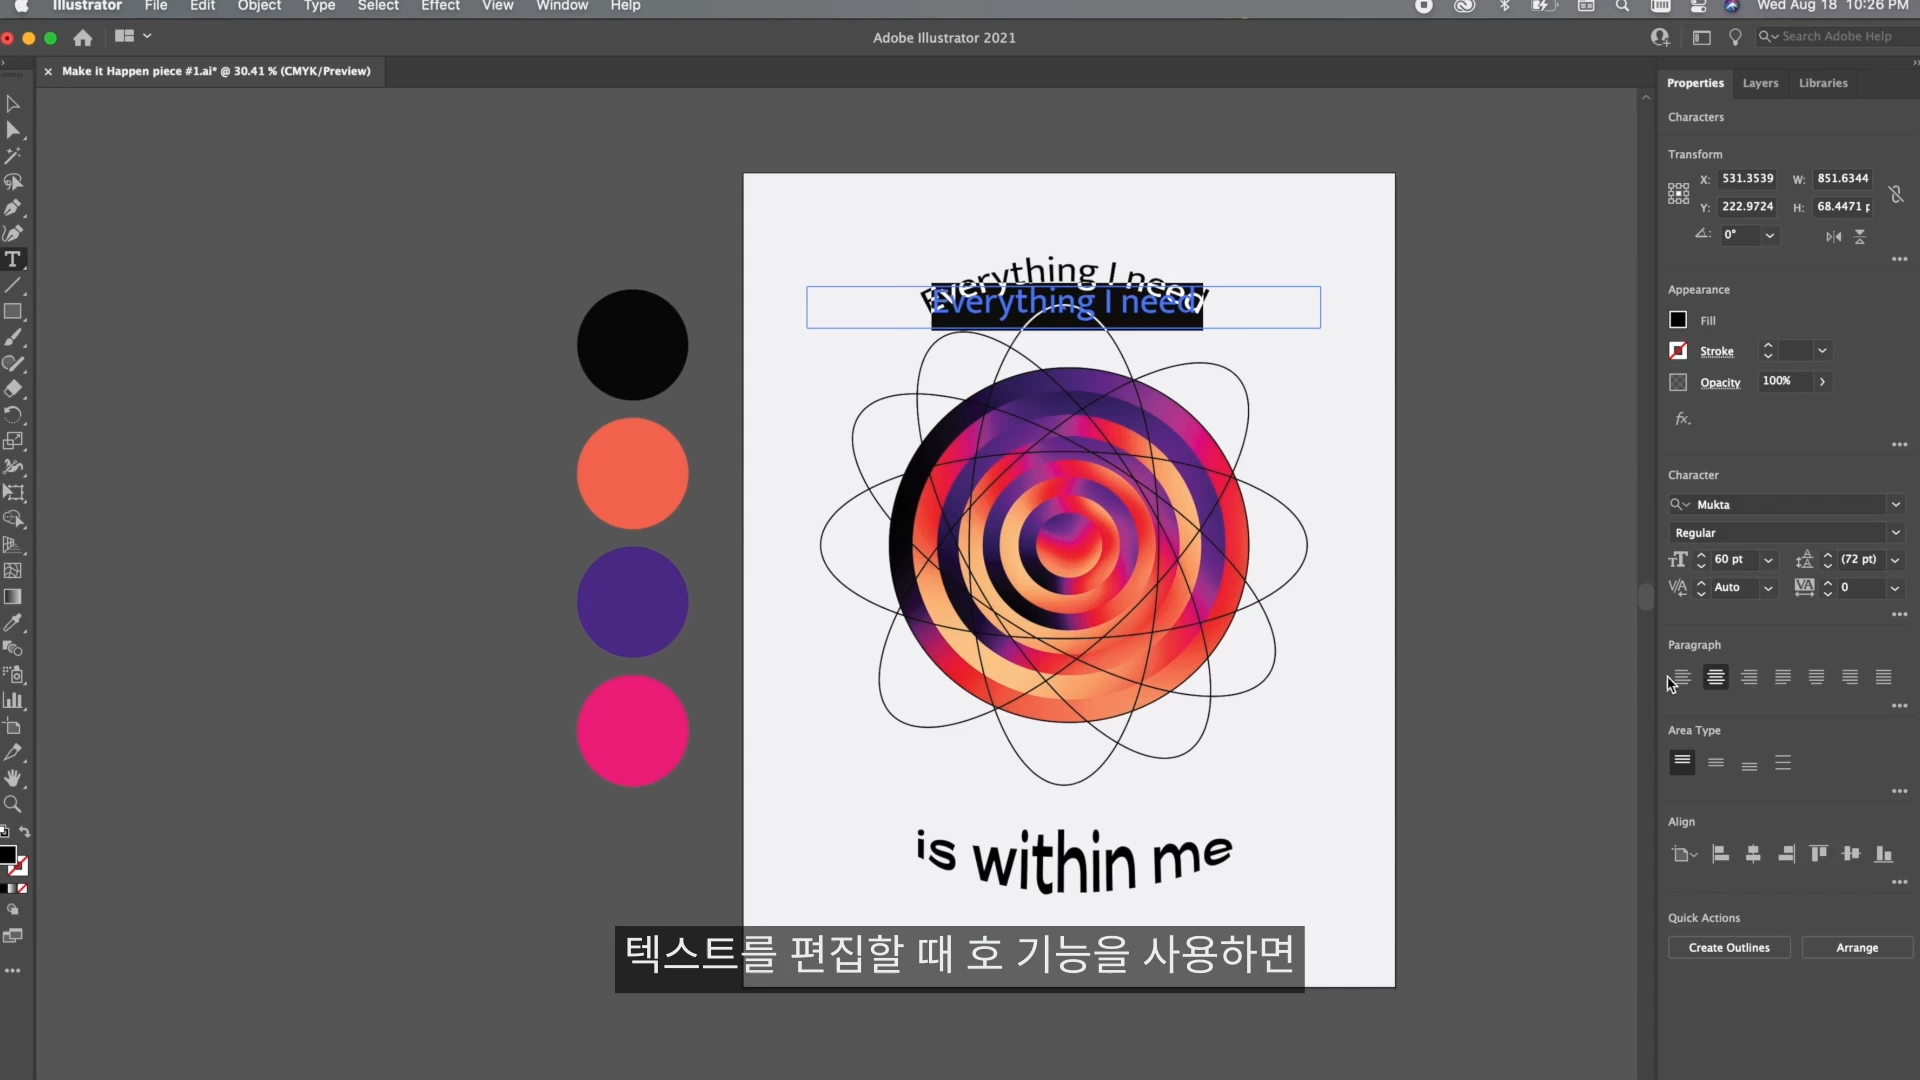 Illustrator File Edit Object Type Select Effect View Window Help
Wed Aug 18 10:26 PM
Adobe Illustrator 2021
Search Adobe Help
Make it Happen piece #1.ai* @ 30.41 % (CMYK/Preview)
Properties Layers Libraries
Characters
Transform
X: 531.3539 W: 851.6344
Y: 222.9724 H: 68.4471 p
0°
Everything I need
Everything I need
Appearance
Fill
Stroke
Opacity 100%
fx.
Character
Mukta
Regular
60 pt (72 pt)
Auto 0
Paragraph
Area Type
Align
is within me
Quick Actions
Create Outlines Arrange
텍스트를 편집할 때 호 기능을 사용하면